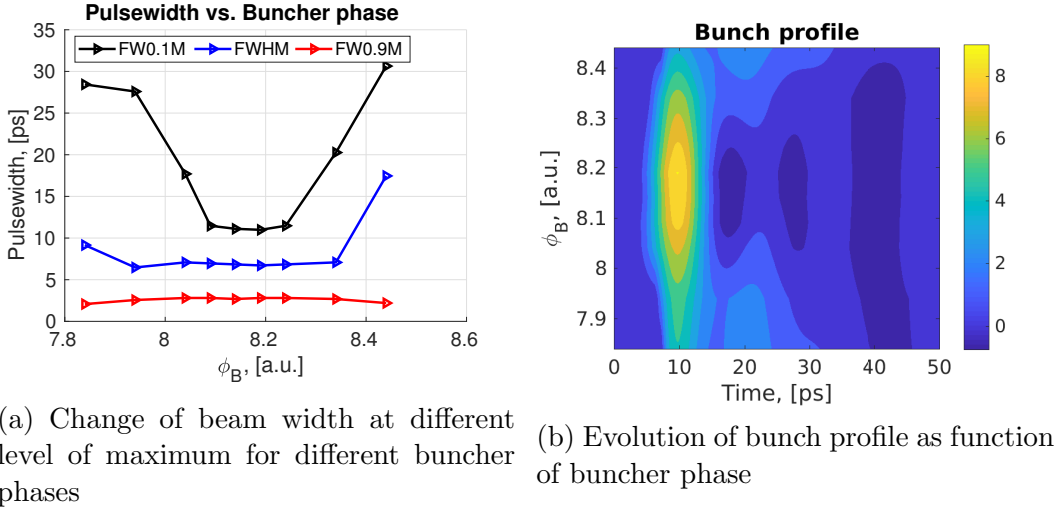 Pulsewidth vs. Buncher phase
FW0.1M FWHM FW0.9M
Pulsewidth, [ps]
35
30
25
20
15
10
5
0
7.8 8 8.2 8.4 8.6
ϕB, [a.u.]
(a) Change of beam width at different
level of maximum for different buncher
phases
Bunch profile
ϕB, [a.u.]
8.4
8.3
8.2
8.1
8
7.9
0 10 20 30 40 50
Time, [ps]
8
6
4
2
0
(b) Evolution of bunch profile as function
of buncher phase